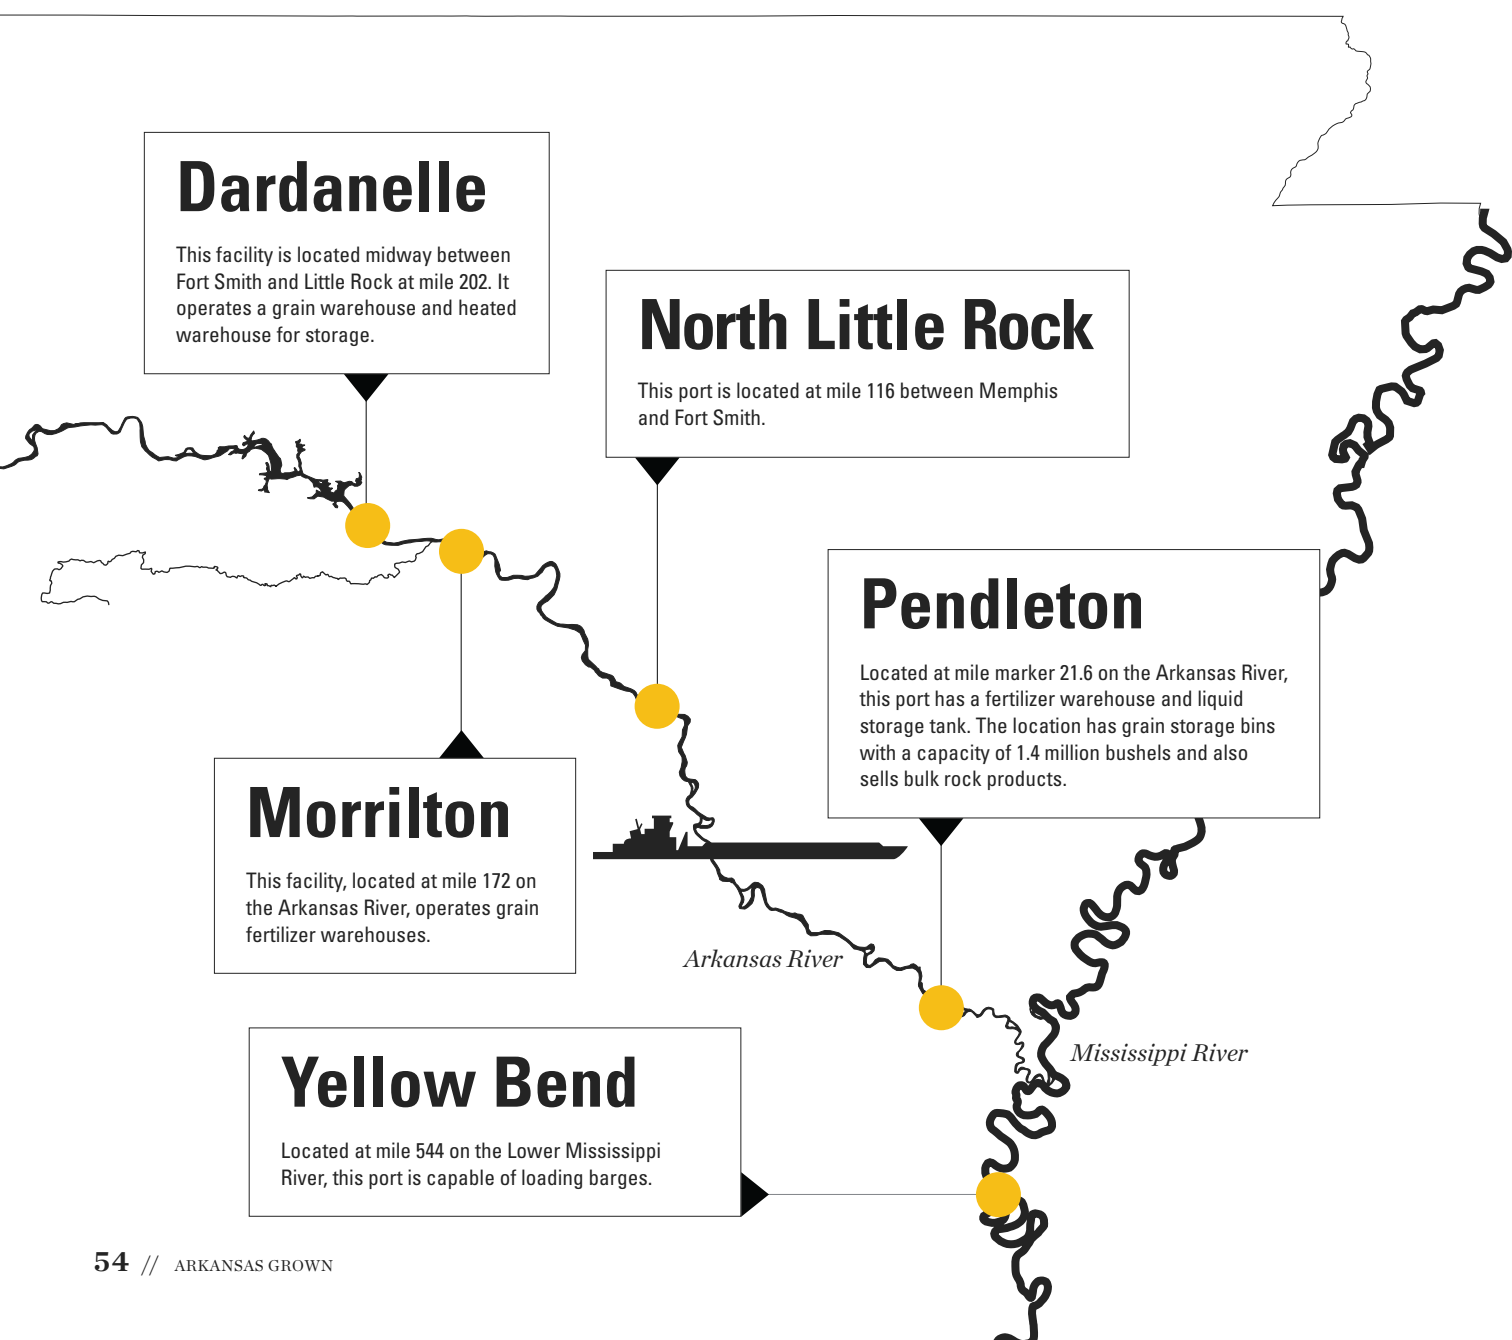 Dardanelle
This facility is located midway between
Fort Smith and Little Rock at mile 202. It
operates a grain warehouse and heated
warehouse for storage.
North Little Rock
This port is located at mile 116 between Memphis
and Fort Smith.
Pendleton
Located at mile marker 21.6 on the Arkansas River,
this port has a fertilizer warehouse and liquid
storage tank. The location has grain storage bins
with a capacity of 1.4 million bushels and also
sells bulk rock products.
Morrilton
This facility, located at mile 172 on
the Arkansas River, operates grain
fertilizer warehouses.
Arkansas River
Mississippi River
Yellow Bend
Located at mile 544 on the Lower Mississippi
River, this port is capable of loading barges.
54 // ARKANSAS GROWN